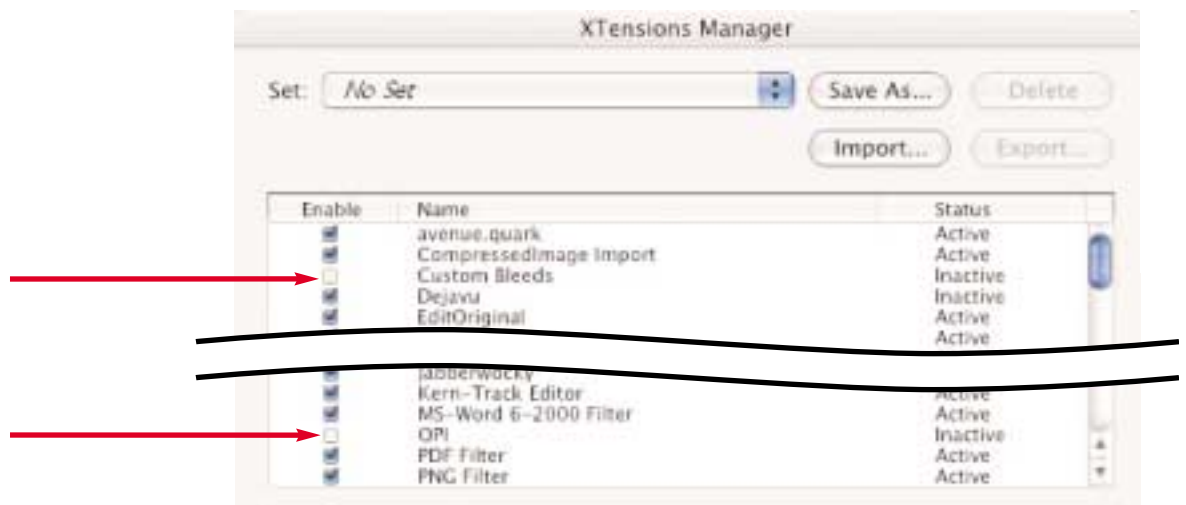 XTensions Manager
Set: No Set Save As... Delete
Import... Export...
Enable Name Status
avenue.quark Active
CompressedImage Import Active
Custom Bleeds Inactive
Dejavu Inactive
EditOriginal Active
Active
Jabberwocky Active
Kern-Track Editor Active
MS-Word 6-2000 Filter Active
OPI Inactive
PDF Filter Active
PNG Filter Active